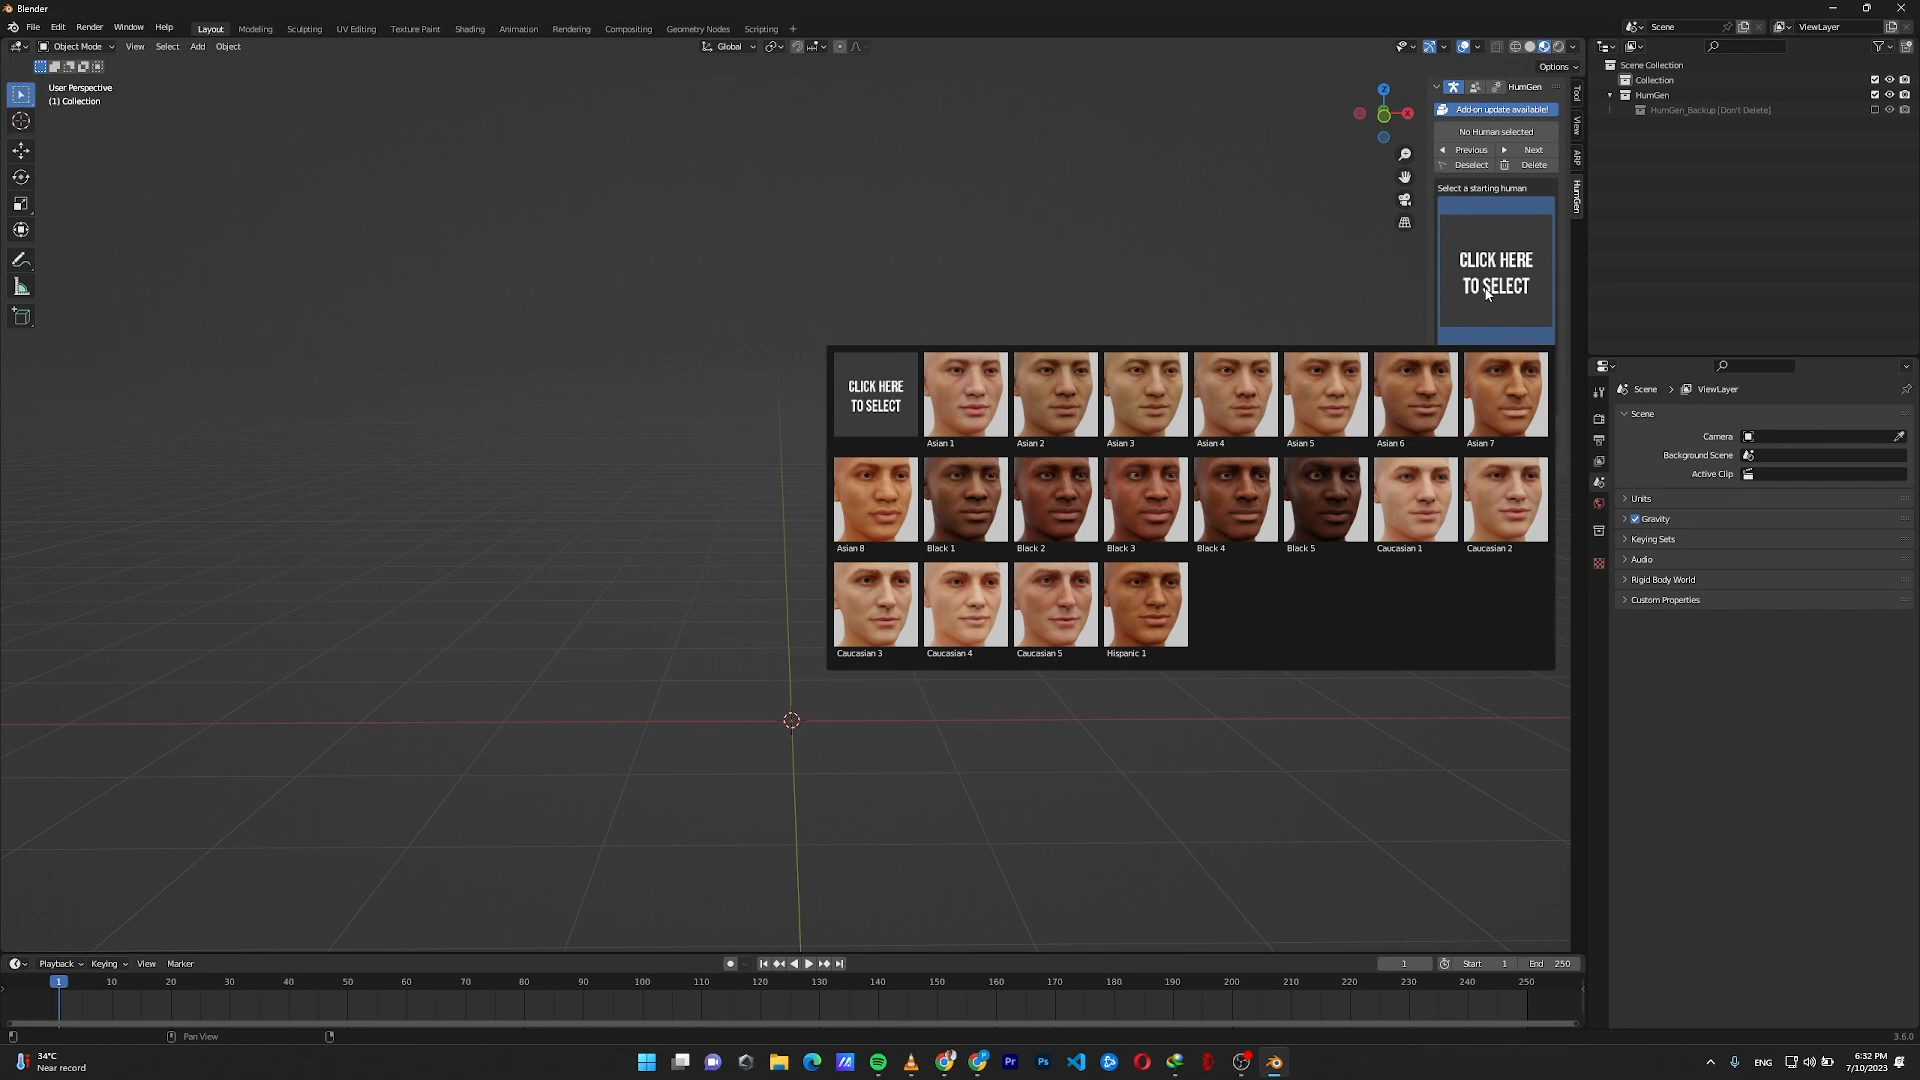 Blender
File Edit Render Window Help Layout Modeling Sculpting UV Editing Texture Paint Shading Animation Rendering Compositing Geometry Nodes Scripting +
Scene ViewLayer
Object Mode View Select Add Object Global
Options
User Perspective
(1) Collection
Z
X
HumGen
Add-on update available!
No Human selected
Previous Next
Deselect Delete
Select a starting human
CLICK HERE
TO SELECT
Tool
View
ARP
HumGen
Scene Collection
Collection
HumGen
HumGen_Backup [Don't Delete]
CLICK HERE
TO SELECT
Asian 1 Asian 2 Asian 3 Asian 4 Asian 5 Asian 6 Asian 7
Asian 8 Black 1 Black 2 Black 3 Black 4 Black 5 Caucasian 1 Caucasian 2
Caucasian 3 Caucasian 4 Caucasian 5 Hispanic 1
Scene > ViewLayer
Scene
Camera
Background Scene
Active Clip
Units
Gravity
Keying Sets
Audio
Rigid Body World
Custom Properties
Playback Keying View Marker
1 Start 1 End 250
1 10 20 30 40 50 60 70 80 90 100 110 120 130 140 150 160 170 180 190 200 210 220 230 240 250
Pan View
3.6.0
34°C
Near record
Pr
Ps
ENG
6:32 PM
7/10/2023